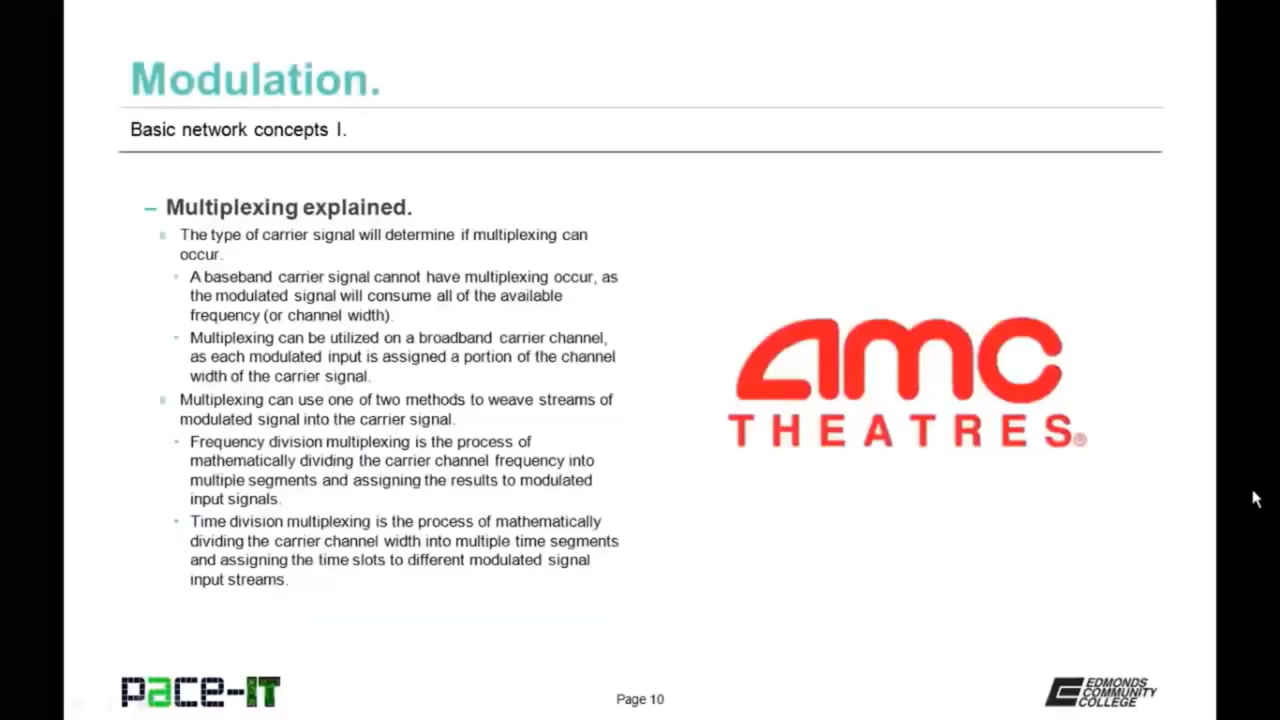 Modulation.
Basic network concepts I.
– Multiplexing explained.
The type of carrier signal will determine if multiplexing can
occur.
A baseband carrier signal cannot have multiplexing occur, as
the modulated signal will consume all of the available
frequency (or channel width).
Multiplexing can be utilized on a broadband carrier channel,
as each modulated input is assigned a portion of the channel
width of the carrier signal.
Multiplexing can use one of two methods to weave streams of
modulated signal into the carrier signal.
Frequency division multiplexing is the process of
mathematically dividing the carrier channel frequency into
multiple segments and assigning the results to modulated
input signals.
Time division multiplexing is the process of mathematically
dividing the carrier channel width into multiple time segments
and assigning the time slots to different modulated signal
input streams.
amc
THEATRES®
pace-IT
Page 10
EDMONDS
COMMUNITY
COLLEGE